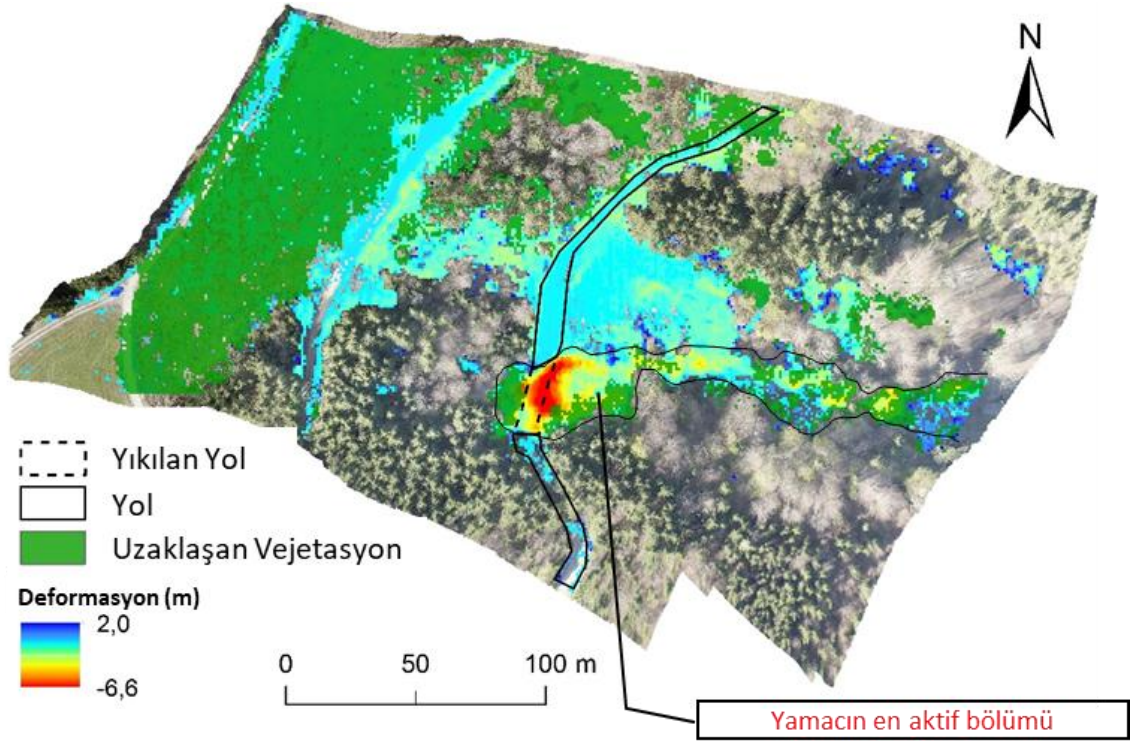 N
Yıkılan Yol
Yol
Uzaklaşan Vejetasyon
Deformasyon (m)
2,0
-6,6
0 50 100 m
Yamacın en aktif bölümü